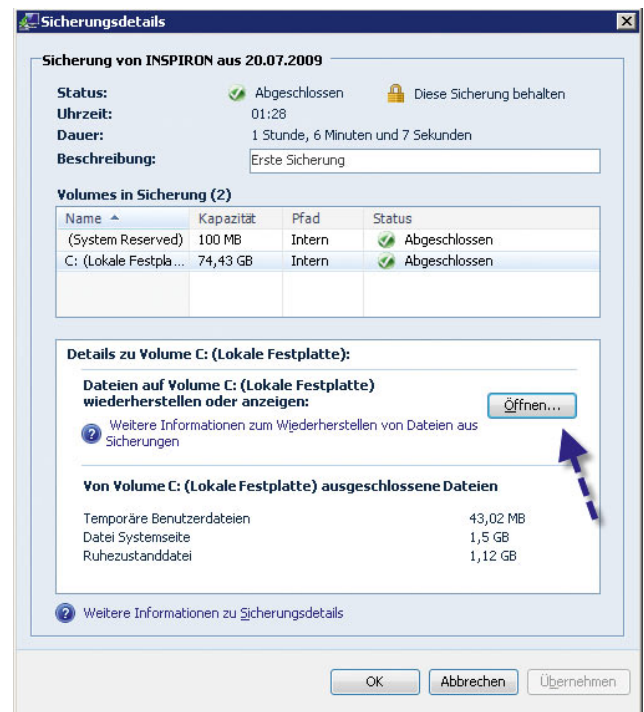 Sicherungsdetails
Sicherung von INSPIRON aus 20.07.2009
Status: Abgeschlossen Diese Sicherung behalten
Uhrzeit: 01:28
Dauer: 1 Stunde, 6 Minuten und 7 Sekunden
Beschreibung: Erste Sicherung
Volumes in Sicherung (2)
Name Kapazität Pfad Status
(System Reserved) 100 MB Intern Abgeschlossen
C: (Lokale Festpla... 74,43 GB Intern Abgeschlossen
Details zu Volume C: (Lokale Festplatte):
Dateien auf Volume C: (Lokale Festplatte)
wiederherstellen oder anzeigen:
Öffnen...
Weitere Informationen zum Wiederherstellen von Dateien aus
Sicherungen
Von Volume C: (Lokale Festplatte) ausgeschlossene Dateien
Temporäre Benutzerdateien 43,02 MB
Datei Systemseite 1,5 GB
Ruhezustanddatei 1,12 GB
Weitere Informationen zu Sicherungsdetails
OK Abbrechen Übernehmen